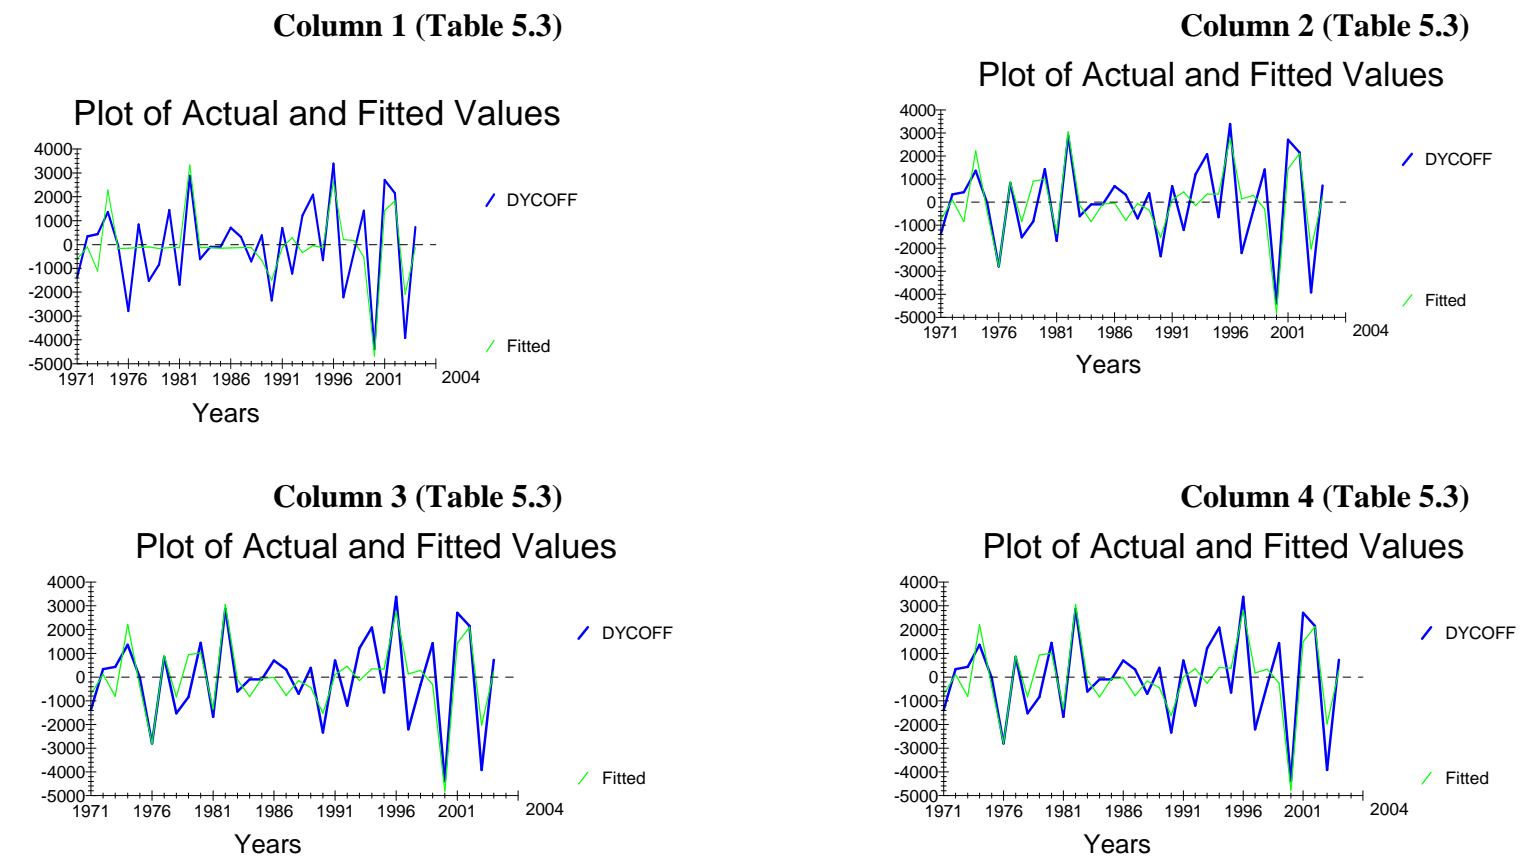 Column 1 (Table 5.3)
Plot of Actual and Fitted Values
4000
3000
2000
1000
0
-1000
-2000
-3000
-4000
-5000
DYCOFF
Fitted
1971 1976 1981 1986 1991 1996 2001 2004
Years
Column 2 (Table 5.3)
Plot of Actual and Fitted Values
4000
3000
2000
1000
0
-1000
-2000
-3000
-4000
-5000
DYCOFF
Fitted
1971 1976 1981 1986 1991 1996 2001 2004
Years
Column 3 (Table 5.3)
Plot of Actual and Fitted Values
4000
3000
2000
1000
0
-1000
-2000
-3000
-4000
-5000
DYCOFF
Fitted
1971 1976 1981 1986 1991 1996 2001 2004
Years
Column 4 (Table 5.3)
Plot of Actual and Fitted Values
4000
3000
2000
1000
0
-1000
-2000
-3000
-4000
-5000
DYCOFF
Fitted
1971 1976 1981 1986 1991 1996 2001 2004
Years